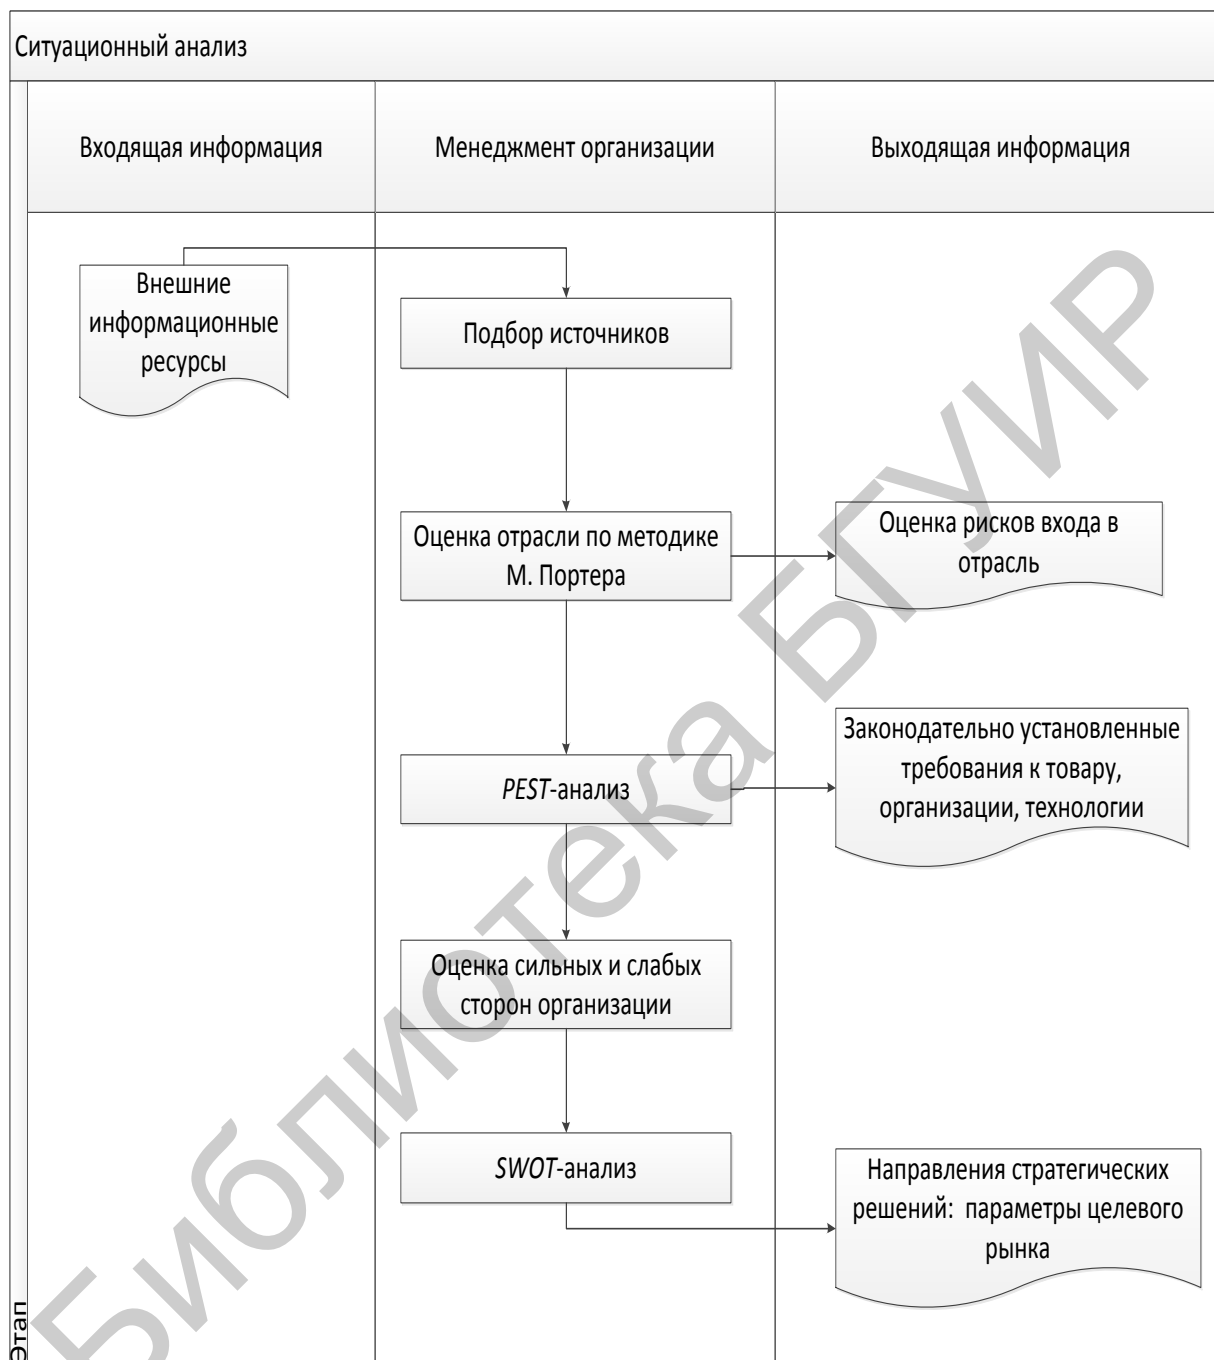 Ситуационный анализ
Входящая информация
Менеджмент организации
Выходящая информация
Внешние
информационные
ресурсы
Подбор источников
Оценка отрасли по методике
М. Портера
Оценка рисков входа в
отрасль
PEST-анализ
Законодательно установленные
требования к товару,
организации, технологии
Оценка сильных и слабых
сторон организации
SWOT-анализ
Направления стратегических
решений: параметры целевого
рынка
Этап
Библиотека БГУИР